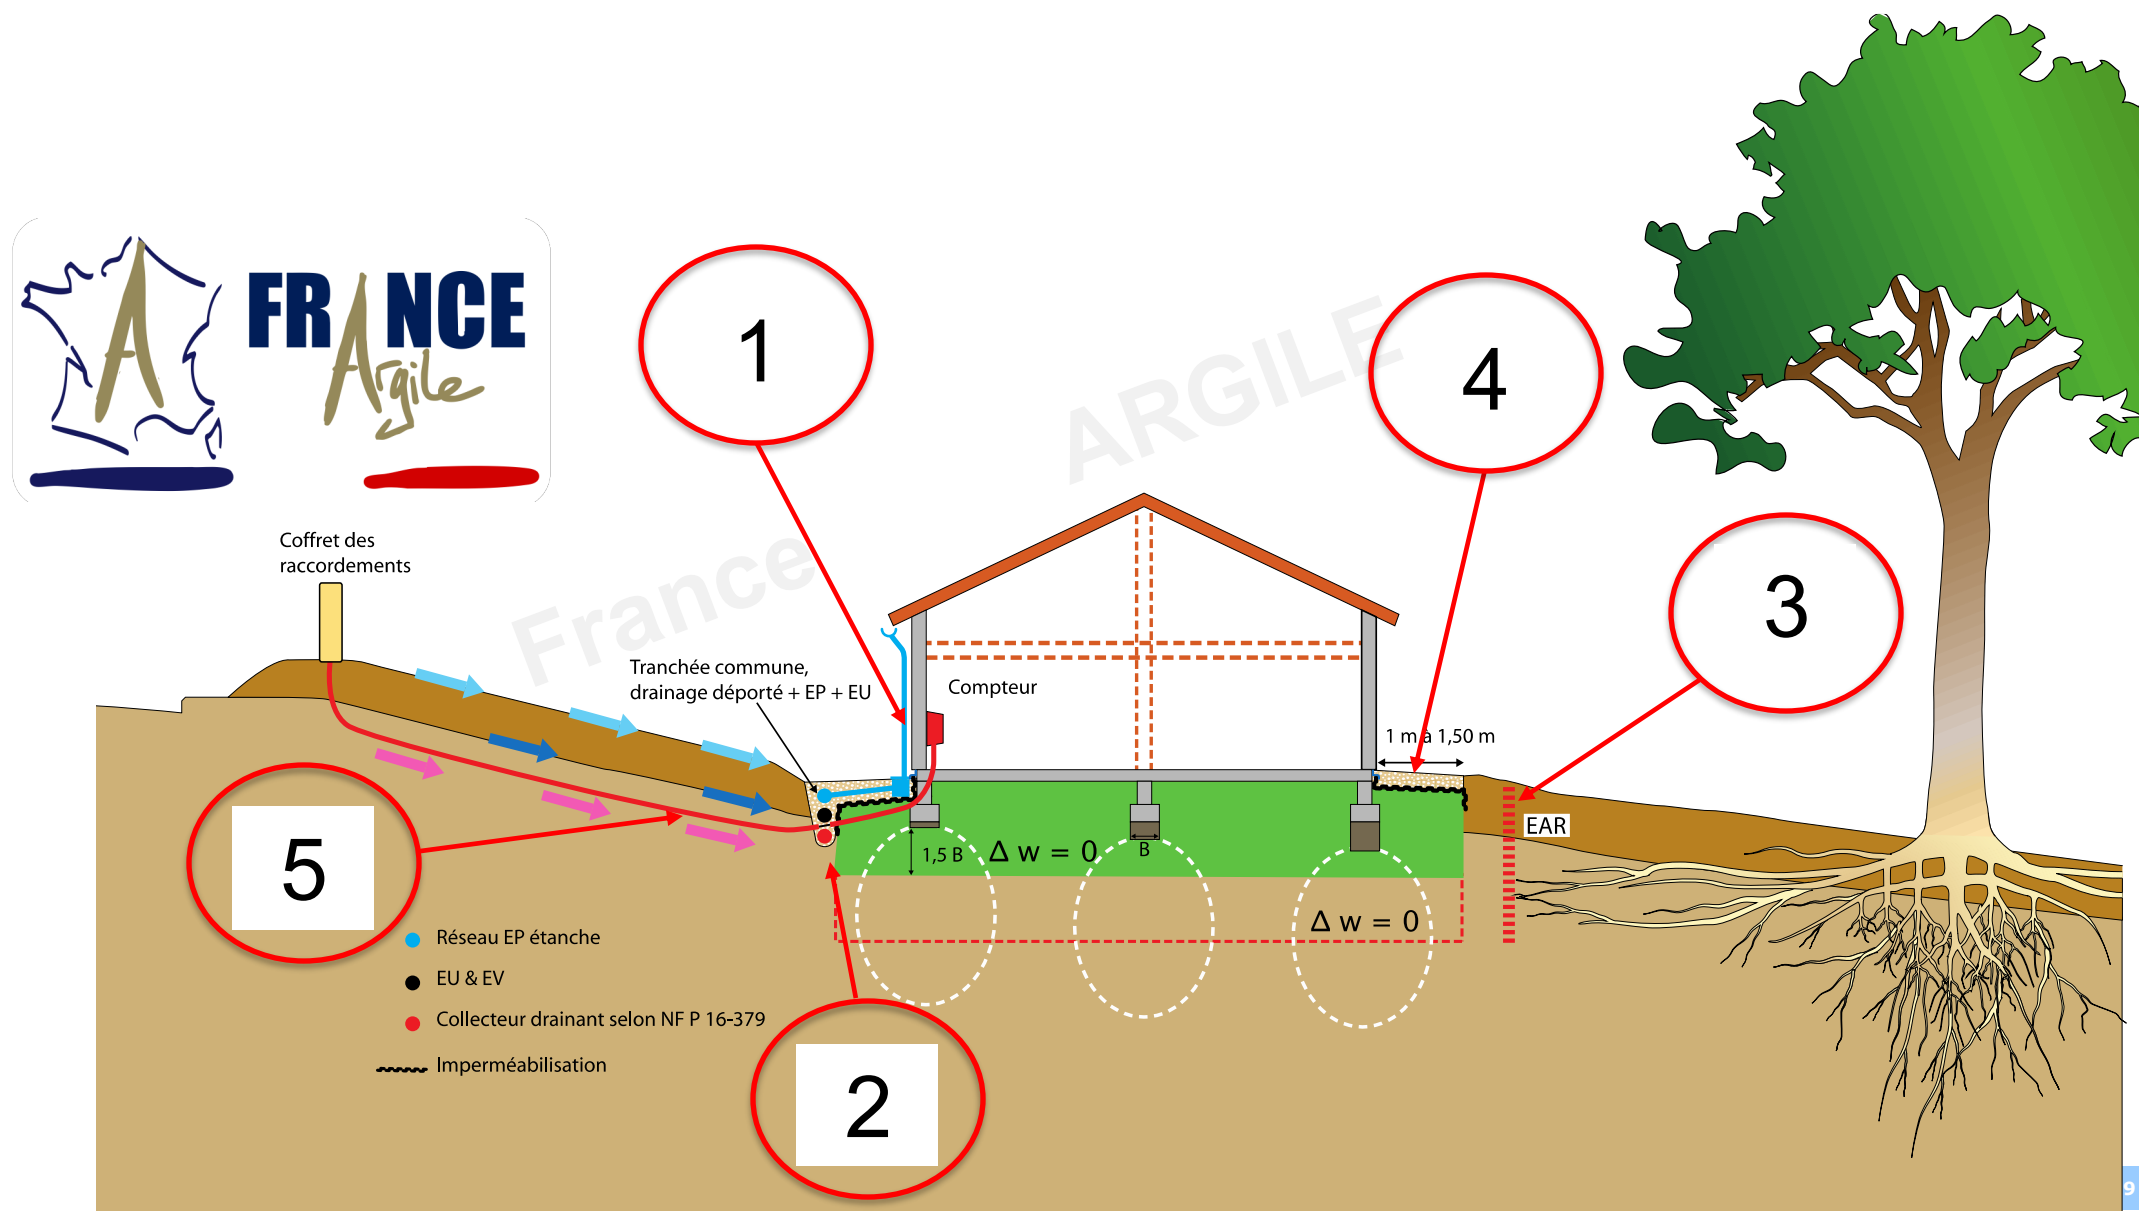 FRANCE
Argile
France
ARGILE
1
4
3
5
2
Coffret des
raccordements
Tranchée commune,
drainage déporté + EP + EU
Compteur
1 m à 1,50 m
EAR
1,5 B
Δ w = 0
B
Δ w = 0
Réseau EP étanche
EU & EV
Collecteur drainant selon NF P 16-379
Imperméabilisation
9